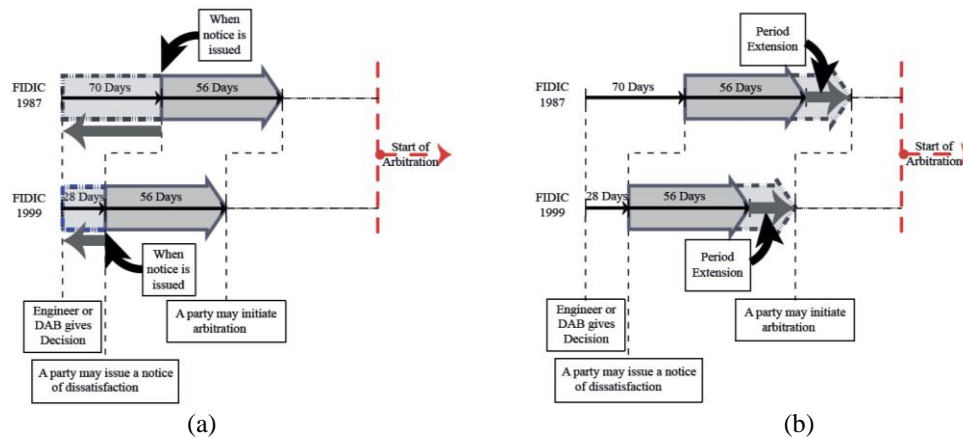 When
notice is
issued
FIDIC
1987
70 Days
56 Days
Start of
Arbitration
FIDIC
1999
28 Days
56 Days
When
notice is
issued
Engineer or
DAB gives
Decision
A party may initiate
arbitration
A party may issue a notice
of dissatisfaction
(a)
Period
Extension
FIDIC
1987
70 Days
56 Days
Start of
Arbitration
FIDIC
1999
28 Days
56 Days
Period
Extension
Engineer or
DAB gives
Decision
A party may initiate
arbitration
A party may issue a notice
of dissatisfaction
(b)